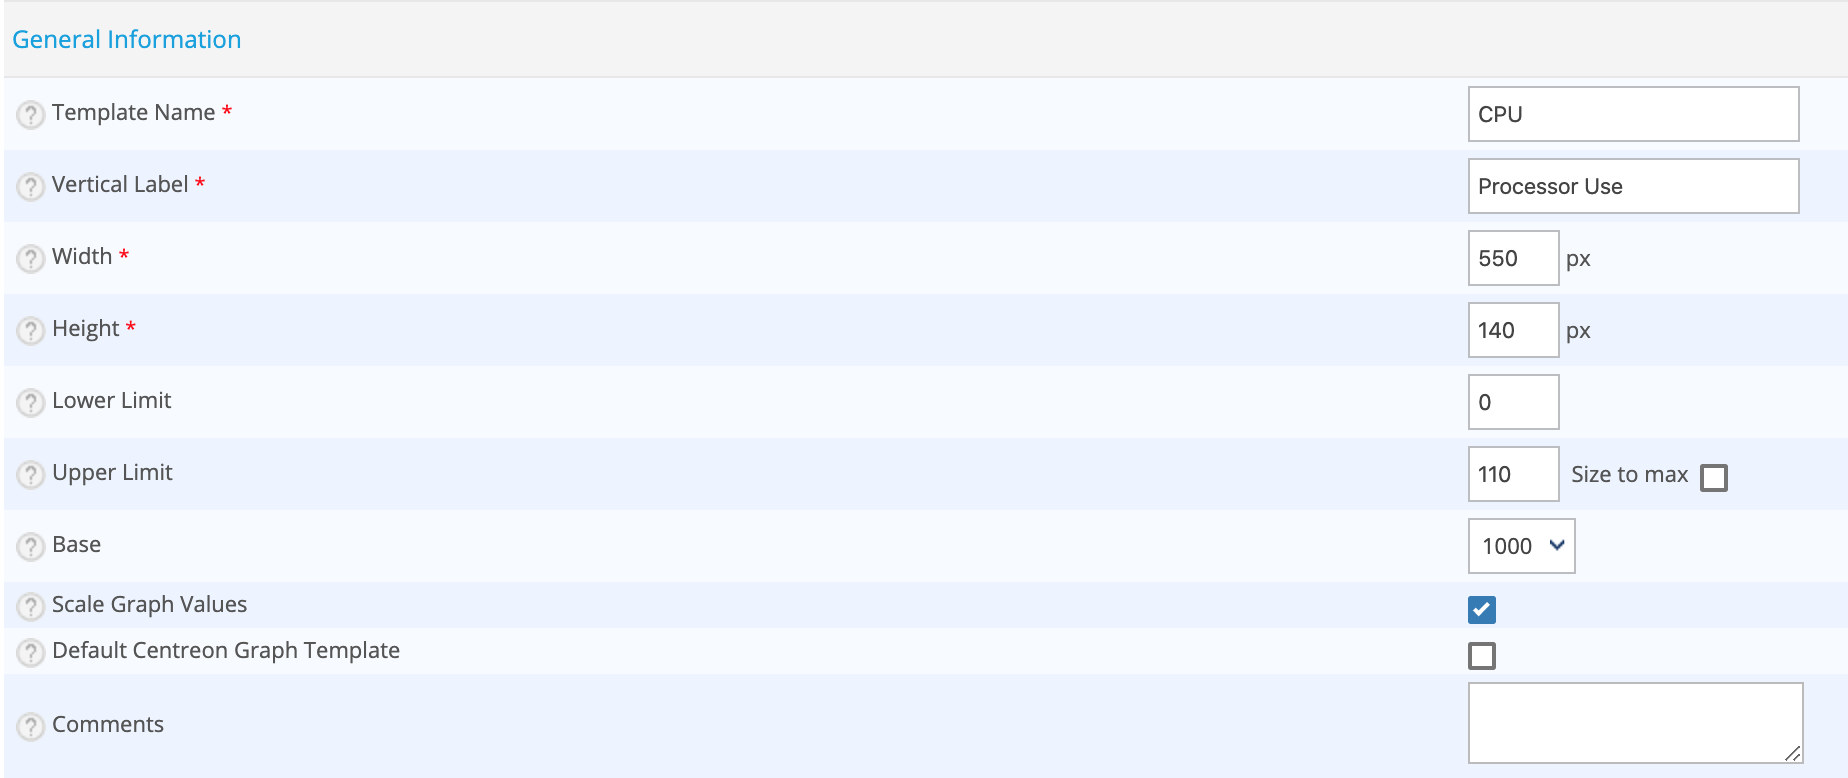 General Information
? Template Name * CPU
? Vertical Label * Processor Use
? Width * 550 px
? Height * 140 px
? Lower Limit 0
? Upper Limit 110 Size to max
? Base 1000
? Scale Graph Values
? Default Centreon Graph Template
? Comments